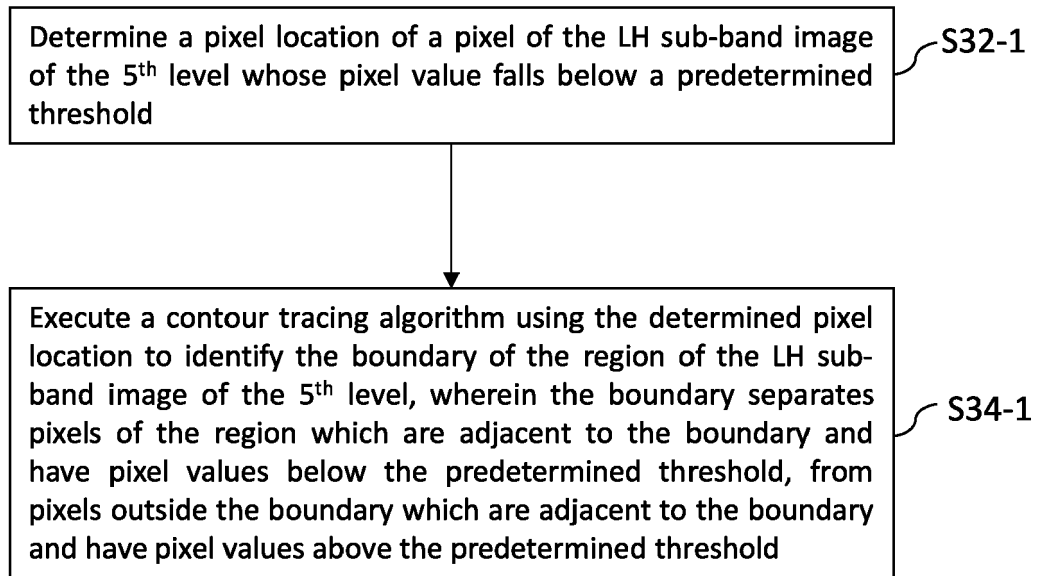 Determine a pixel location of a pixel of the LH sub-band image
of the 5th level whose pixel value falls below a predetermined
threshold
S32-1
Execute a contour tracing algorithm using the determined pixel
location to identify the boundary of the region of the LH sub-
band image of the 5th level, wherein the boundary separates
pixels of the region which are adjacent to the boundary and
have pixel values below the predetermined threshold, from
pixels outside the boundary which are adjacent to the boundary
and have pixel values above the predetermined threshold
S34-1